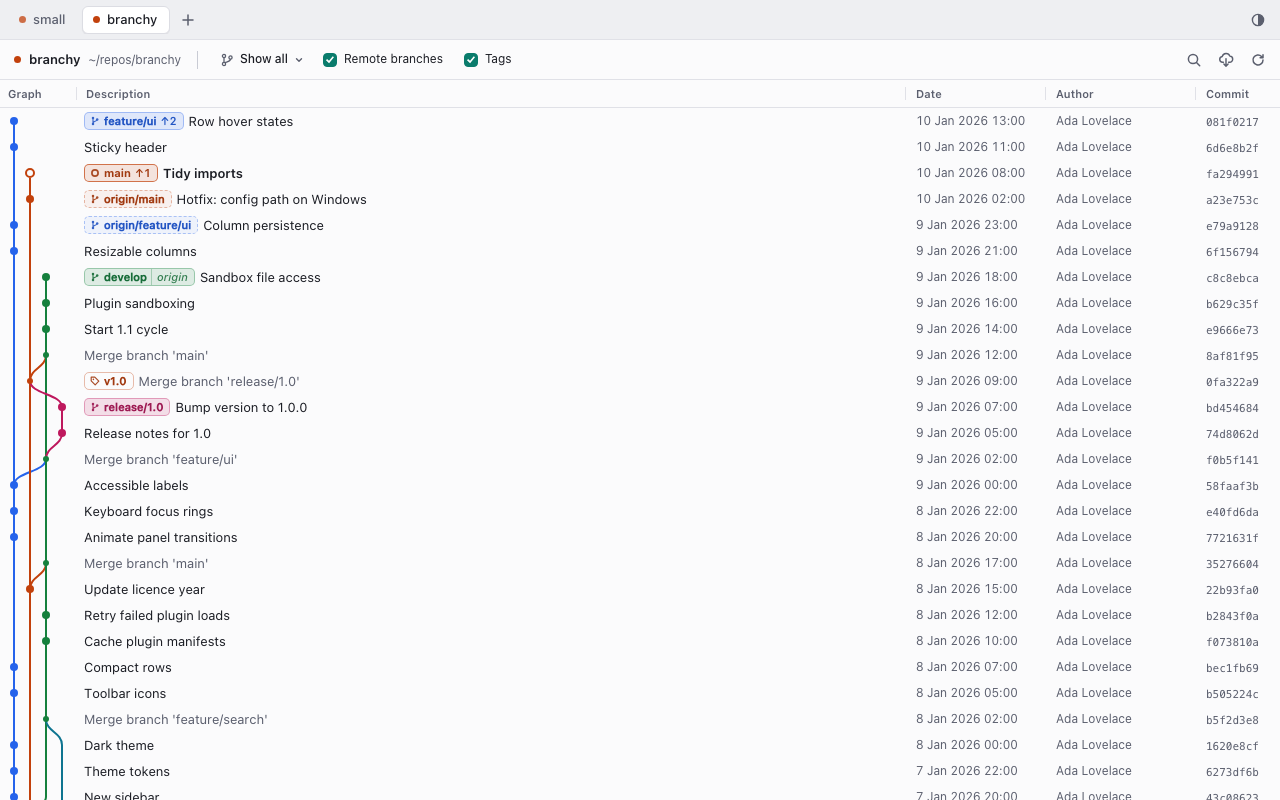 small branchy
branchy ~/repos/branchy Show all Remote branches Tags
Graph Description Date Author Commit
feature/ui ↑2 Row hover states 10 Jan 2026 13:00 Ada Lovelace 081f0217
Sticky header 10 Jan 2026 11:00 Ada Lovelace 6d6e8b2f
main ↑1 Tidy imports 10 Jan 2026 08:00 Ada Lovelace fa294991
origin/main Hotfix: config path on Windows 10 Jan 2026 02:00 Ada Lovelace a23e753c
origin/feature/ui Column persistence 9 Jan 2026 23:00 Ada Lovelace e79a9128
Resizable columns 9 Jan 2026 21:00 Ada Lovelace 6f156794
develop origin Sandbox file access 9 Jan 2026 18:00 Ada Lovelace c8c8ebca
Plugin sandboxing 9 Jan 2026 16:00 Ada Lovelace b629c35f
Start 1.1 cycle 9 Jan 2026 14:00 Ada Lovelace e9666e73
Merge branch 'main' 9 Jan 2026 12:00 Ada Lovelace 8af81f95
v1.0 Merge branch 'release/1.0' 9 Jan 2026 09:00 Ada Lovelace 0fa322a9
release/1.0 Bump version to 1.0.0 9 Jan 2026 07:00 Ada Lovelace bd454684
Release notes for 1.0 9 Jan 2026 05:00 Ada Lovelace 74d8062d
Merge branch 'feature/ui' 9 Jan 2026 02:00 Ada Lovelace f0b5f141
Accessible labels 9 Jan 2026 00:00 Ada Lovelace 58faaf3b
Keyboard focus rings 8 Jan 2026 22:00 Ada Lovelace e40fd6da
Animate panel transitions 8 Jan 2026 20:00 Ada Lovelace 7721631f
Merge branch 'main' 8 Jan 2026 17:00 Ada Lovelace 35276604
Update licence year 8 Jan 2026 15:00 Ada Lovelace 22b93fa0
Retry failed plugin loads 8 Jan 2026 12:00 Ada Lovelace b2843f0a
Cache plugin manifests 8 Jan 2026 10:00 Ada Lovelace f073810a
Compact rows 8 Jan 2026 07:00 Ada Lovelace bec1fb69
Toolbar icons 8 Jan 2026 05:00 Ada Lovelace b505224c
Merge branch 'feature/search' 8 Jan 2026 02:00 Ada Lovelace b5f2d3e8
Dark theme 8 Jan 2026 00:00 Ada Lovelace 1620e8cf
Theme tokens 7 Jan 2026 22:00 Ada Lovelace 6273df6b
New sidebar 7 Jan 2026 20:00 Ada Lovelace 43c08623